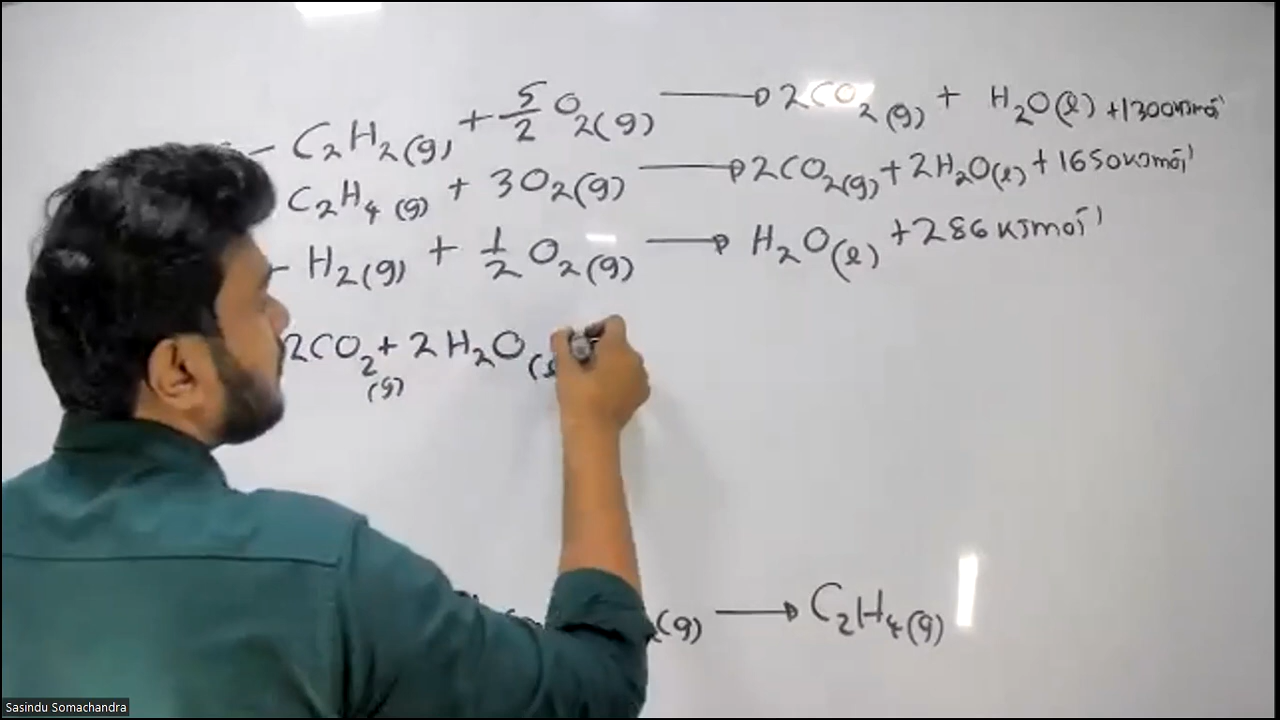 C₂H₂(g) + 5/2 O₂(g) ⟶ 2CO₂(g) + H₂O(l) +1300KJmol⁻¹
C₂H₄(g) + 3O₂(g) ⟶ 2CO₂(g) + 2H₂O(l) + 1650KJmol⁻¹
H₂(g) + 1/2 O₂(g) ⟶ H₂O(l) +286KJmol⁻¹
2CO₂(g) + 2H₂O(l
(g) ⟶ C₂H₄(g)
Sasindu Somachandra